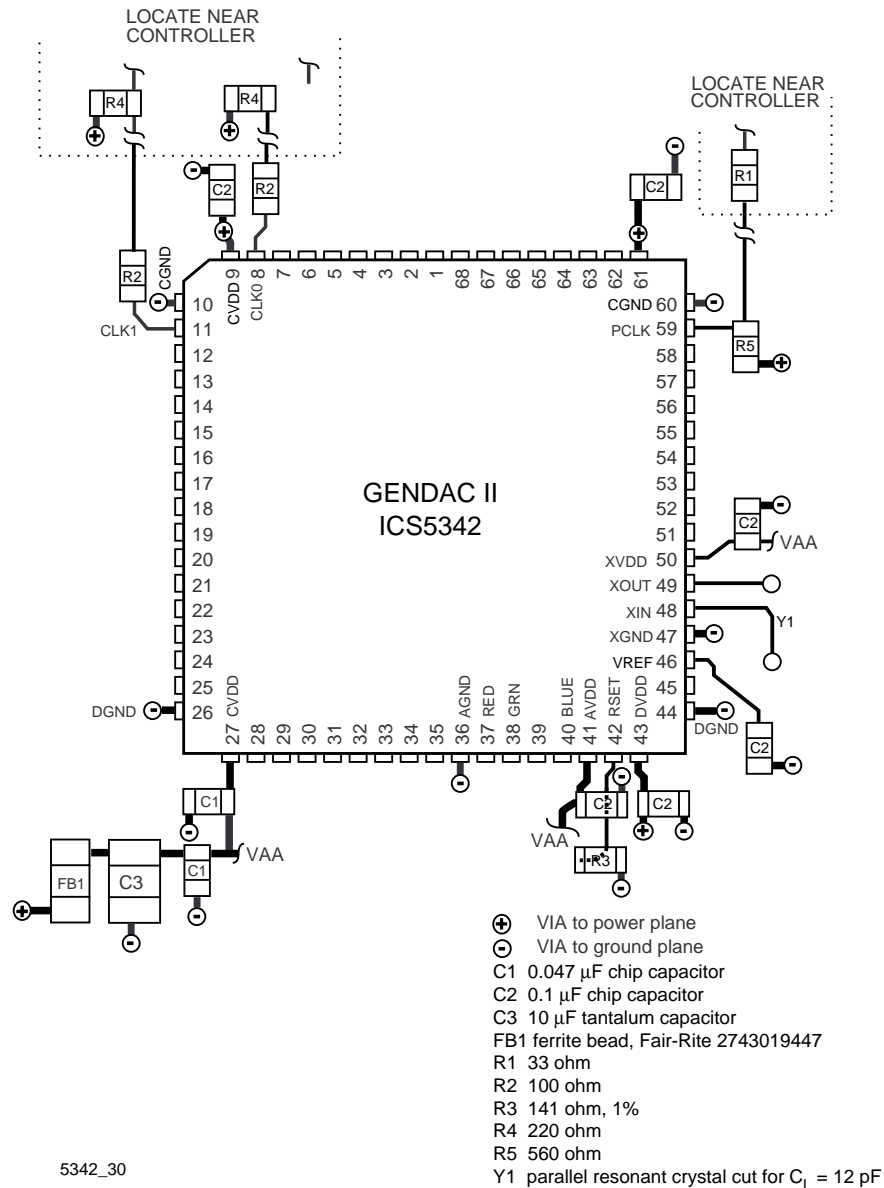 LOCATE NEAR
CONTROLLER
LOCATE NEAR
CONTROLLER
R4
R4
R1
C2
R2
C2
R2
CGND
CVDD 9
CLK0 8
7
6
5
4
3
2
1
68
67
66
65
64
63
62
61
10
CLK1 11
12
13
14
15
16
17
18
19
20
21
22
23
24
25
DGND 26
CGND 60
PCLK 59
R5
58
57
56
55
54
53
52
51
C2
VAA
XVDD 50
XOUT 49
XIN 48
Y1
XGND 47
VREF 46
45
44
DGND
C2
GENDAC II
ICS5342
27 CVDD
28
29
30
31
32
33
34
35
36 AGND
37 RED
38 GRN
39
40 BLUE
41 AVDD
42 RSET
43 DVDD
C1
C2
C2
VAA
VAA
R3
FB1
C3
C1
+ VIA to power plane
- VIA to ground plane
C1 0.047 μF chip capacitor
C2 0.1 μF chip capacitor
C3 10 μF tantalum capacitor
FB1 ferrite bead, Fair-Rite 2743019447
R1 33 ohm
R2 100 ohm
R3 141 ohm, 1%
R4 220 ohm
R5 560 ohm
Y1 parallel resonant crystal cut for CL = 12 pF
5342_30